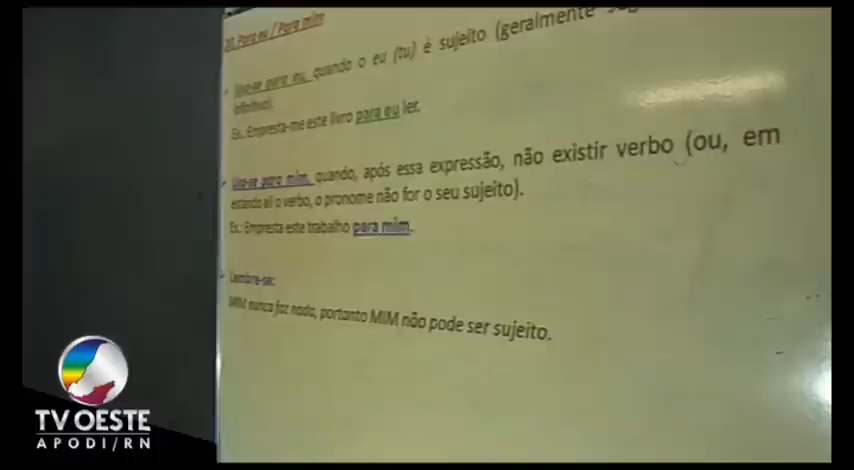 20. Para eu / Para mim
Usa-se para eu, quando o eu (tu) é sujeito (geralmente
infinitivo).
Ex.: Empresta-me este livro para eu ler.
Usa-se para mim, quando, após essa expressão, não existir verbo (ou, em
estando ali o verbo, o pronome não for o seu sujeito).
Ex.: Empresta este trabalho para mim.
Lembre-se:
MIM nunca faz nada, portanto MIM não pode ser sujeito.
TV OESTE
APODI/RN